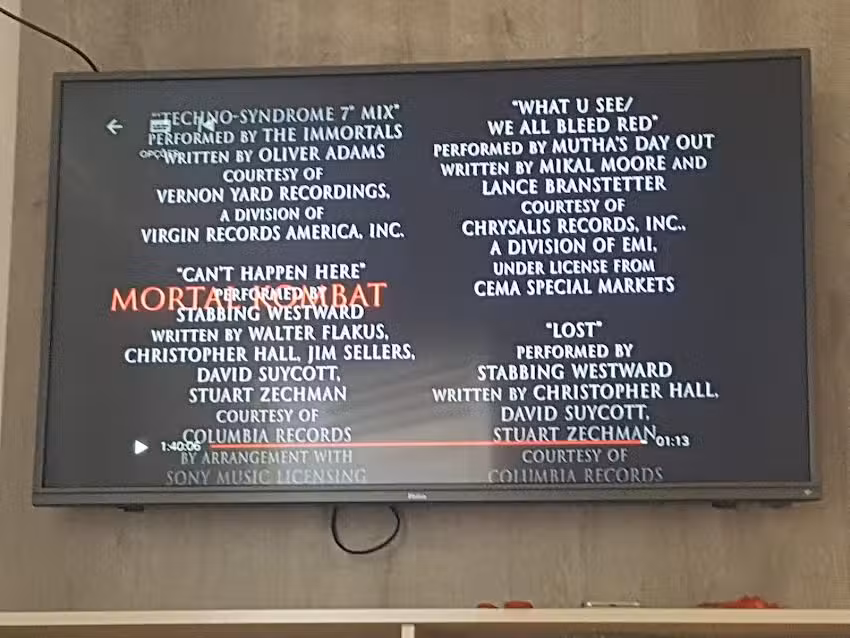 "TECHNO-SYNDROME 7" MIX"
PERFORMED BY THE IMMORTALS
WRITTEN BY OLIVER ADAMS
COURTESY OF
VERNON YARD RECORDINGS,
A DIVISION OF
VIRGIN RECORDS AMERICA, INC.
"CAN'T HAPPEN HERE"
PERFORMED BY
STABBING WESTWARD
WRITTEN BY WALTER FLAKUS,
CHRISTOPHER HALL, JIM SELLERS,
DAVID SUYCOTT,
STUART ZECHMAN
COURTESY OF
COLUMBIA RECORDS
BY ARRANGEMENT WITH
SONY MUSIC LICENSING
"WHAT U SEE/
WE ALL BLEED RED"
PERFORMED BY MUTHA'S DAY OUT
WRITTEN BY MIKAL MOORE AND
LANCE BRANSTETTER
COURTESY OF
CHRYSALIS RECORDS, INC.,
A DIVISION OF EMI,
UNDER LICENSE FROM
CEMA SPECIAL MARKETS
"LOST"
PERFORMED BY
STABBING WESTWARD
WRITTEN BY CHRISTOPHER HALL,
DAVID SUYCOTT,
STUART ZECHMAN
COURTESY OF
COLUMBIA RECORDS
OPÇÕES
MORTAL KOMBAT
1:40:06
01:13
Philco